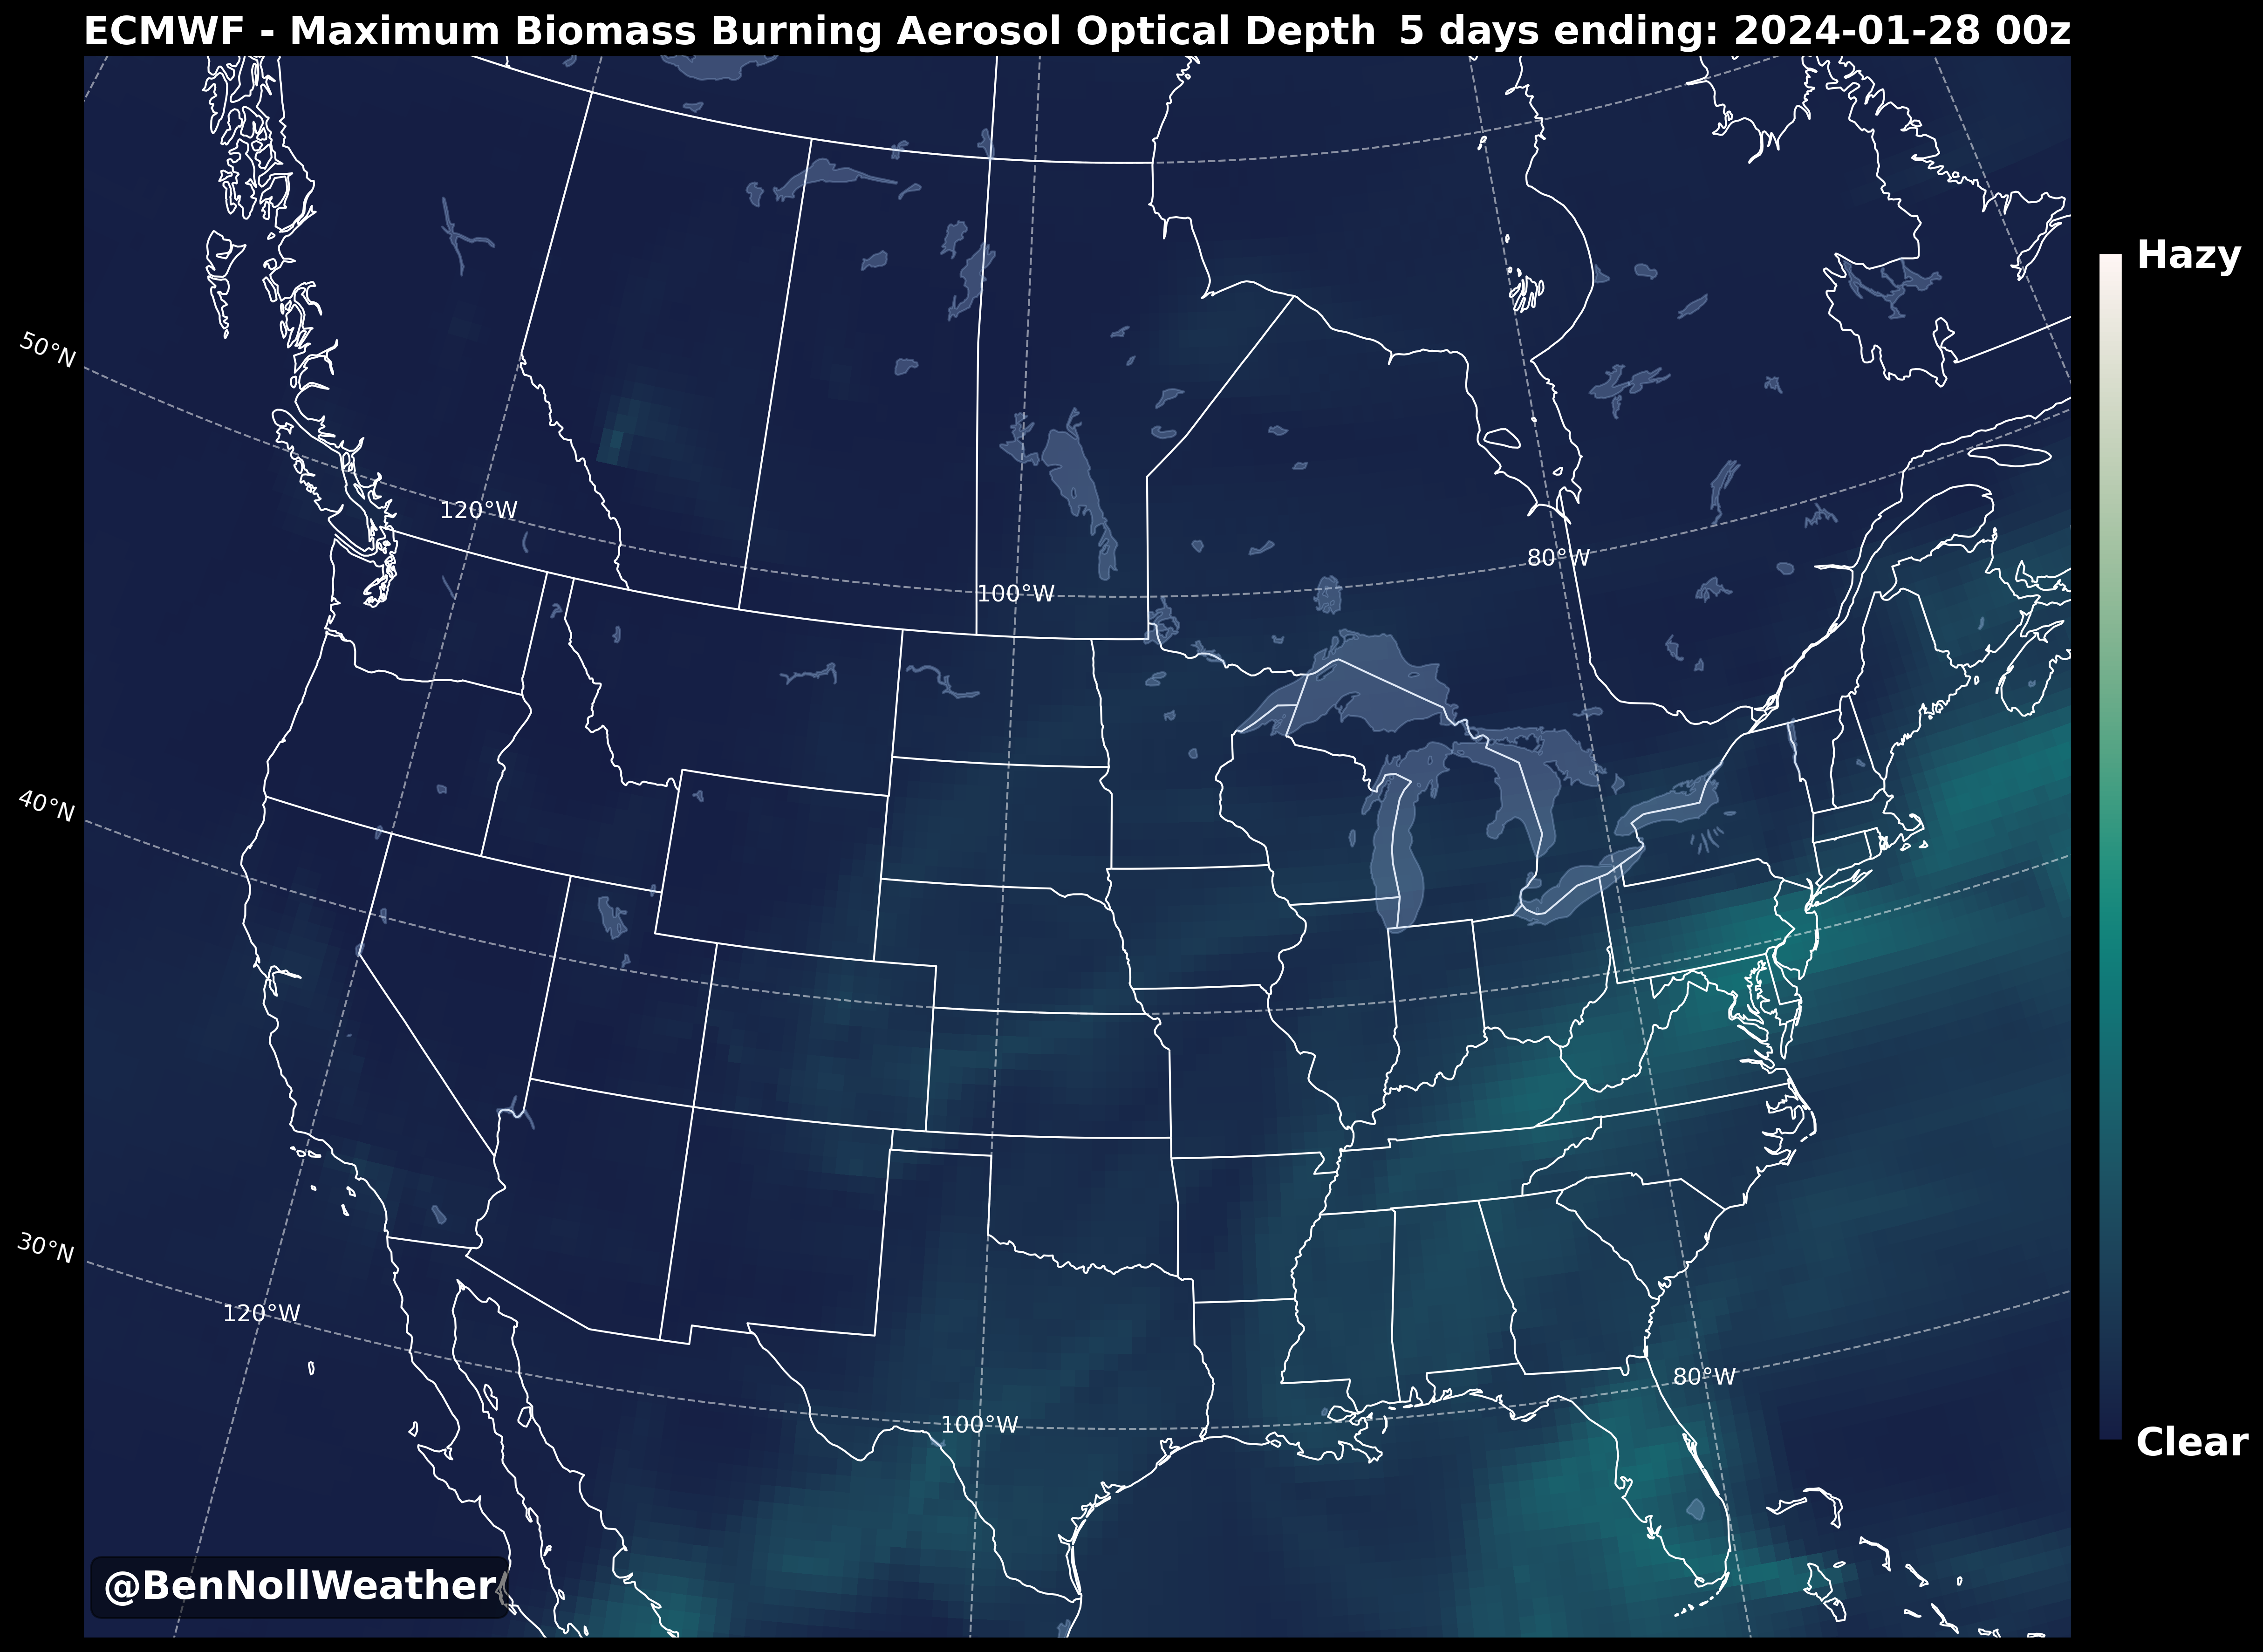 ECMWF - Maximum Biomass Burning Aerosol Optical Depth 5 days ending: 2024-01-28 00z
Hazy
50°N
120°W
80°W
100°W
40°N
30°N
120°W
80°W
100°W
Clear
@BenNollWeather